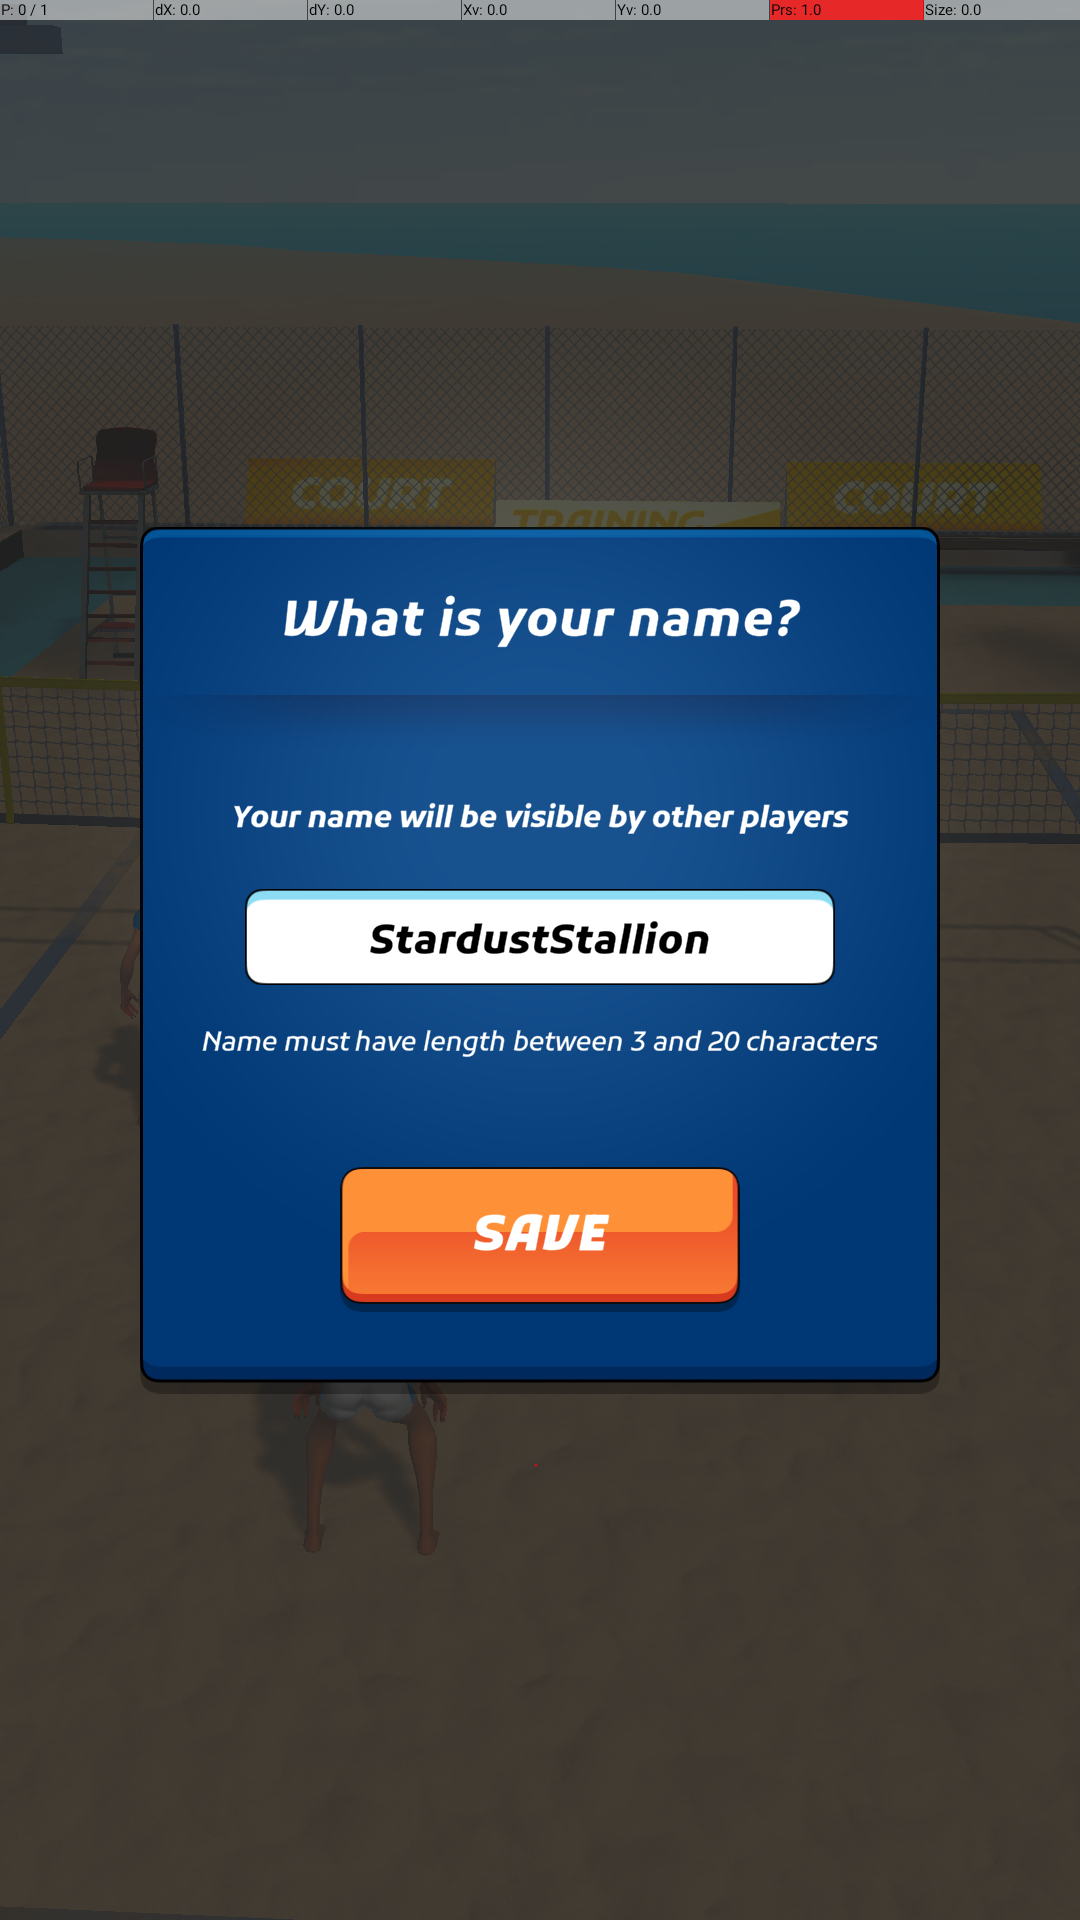 P: 0 / 1 dX: 0.0 dY: 0.0 Xv: 0.0 Yv: 0.0 Prs: 1.0 Size: 0.0
COURT COURT
TRAINING
What is your name?
Your name will be visible by other players
StardustStallion
Name must have length between 3 and 20 characters
SAVE